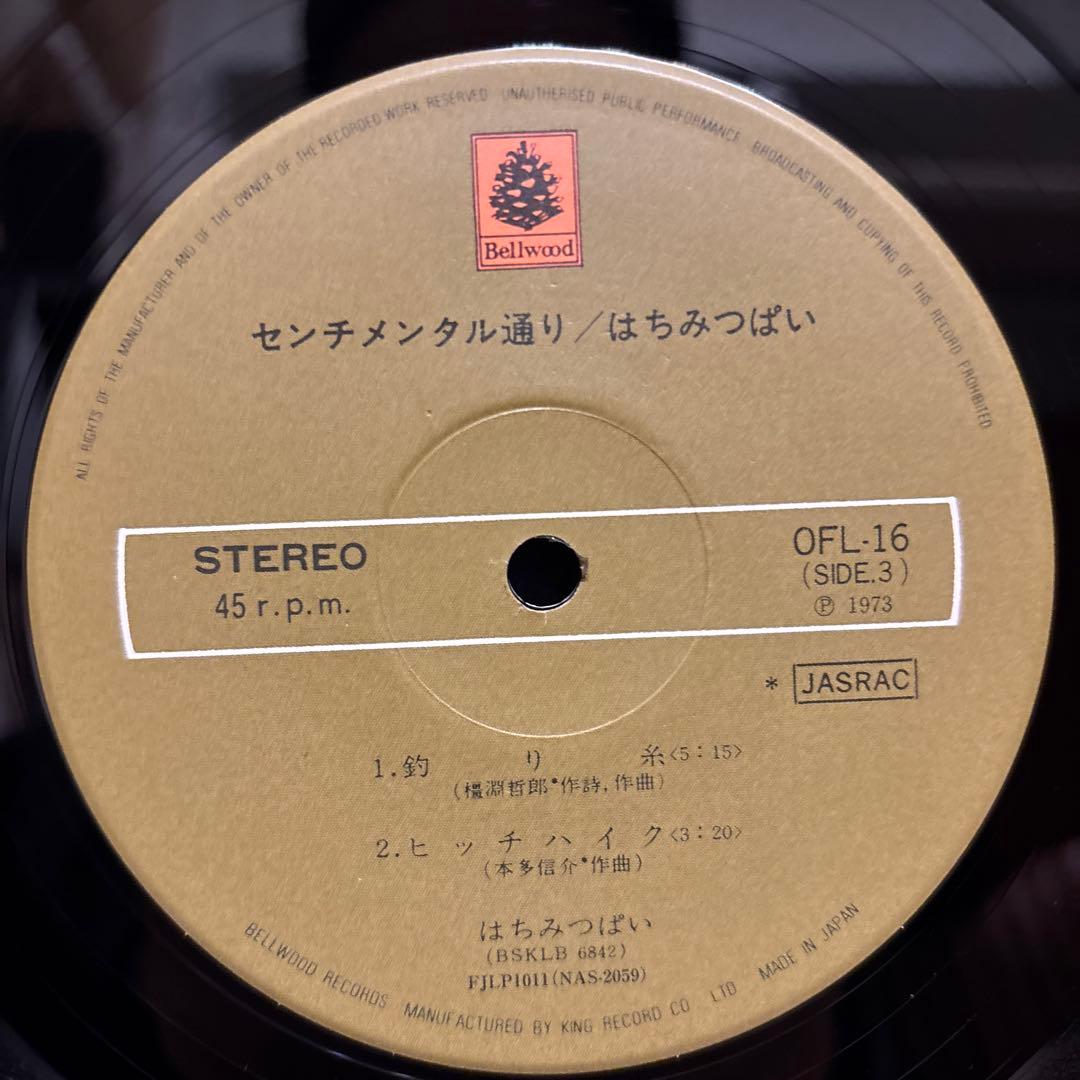 ALL RIGHTS OF THE MANUFACTURER AND OF THE OWNER OF THE RECORDED WORK RESERVED UNAUTHORISED PUBLIC PERFORMANCE BROADCASTING AND COPYING OF THIS RECORD PROHIBITED
Bellwood
センチメンタル通り/はちみつぱい
STEREO
45 r.p.m.
OFL-16
(SIDE.3)
Ⓟ 1973
* JASRAC
1.釣り糸<5:15>
(橿淵哲郎*作詩,作曲)
2.ヒッチハイク<3:20>
(本多信介*作曲)
はちみつぱい
(BSKLB 6842)
FJLP1011(NAS-2059)
BELLWOOD RECORDS MANUFACTURED BY KING RECORD CO LTD MADE IN JAPAN